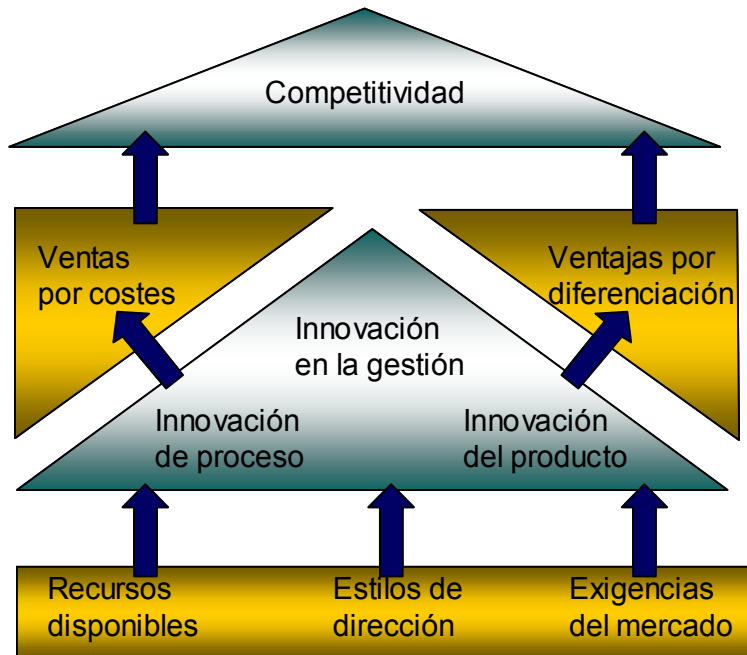 Competitividad
Ventas
por costes
Ventajas por
diferenciación
Innovación
en la gestión
Innovación
de proceso
Innovación
del producto
Recursos
disponibles
Estilos de
dirección
Exigencias
del mercado